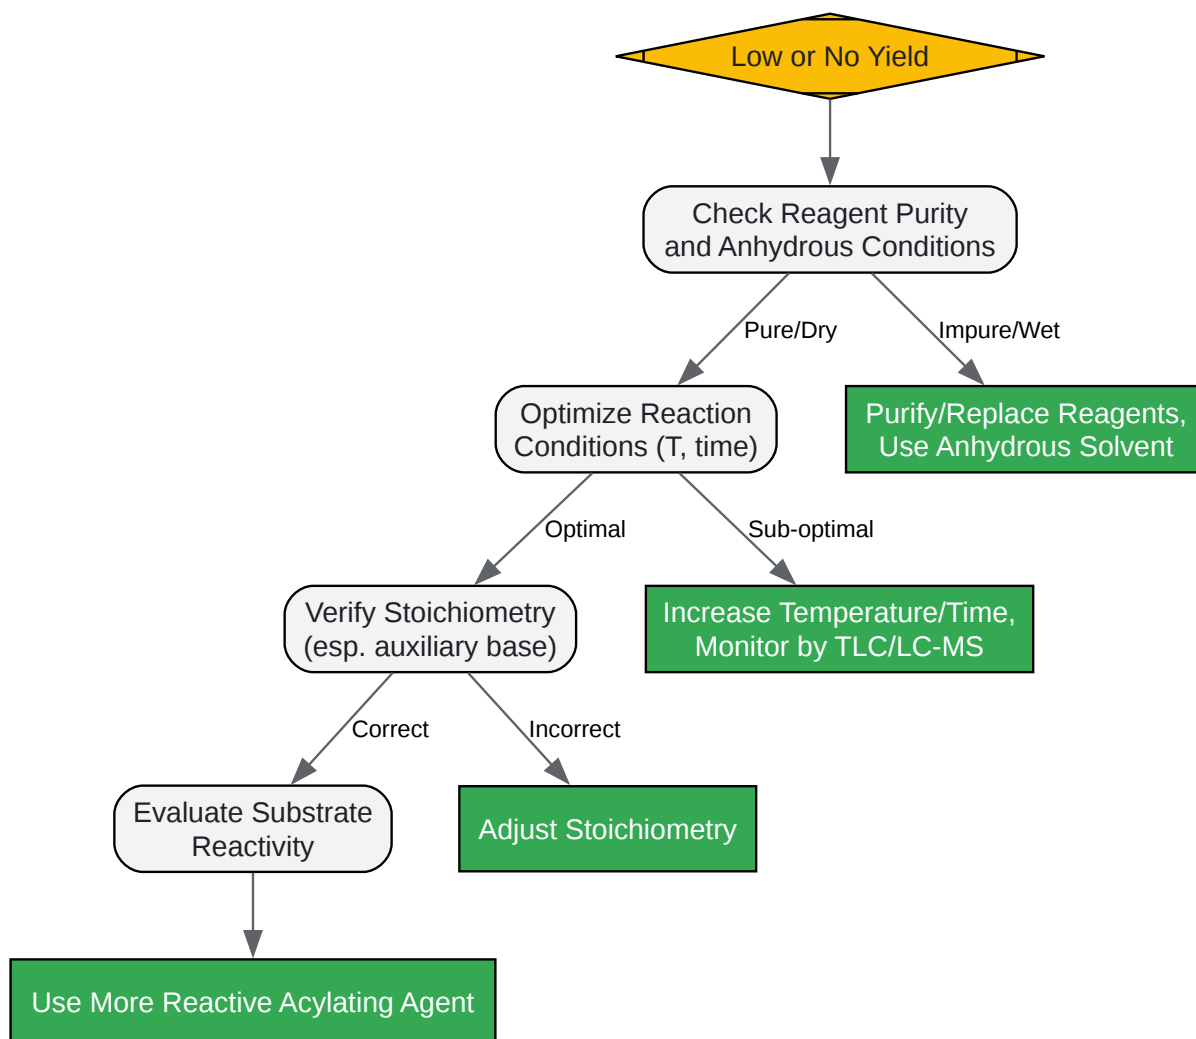 Low or No Yield
Check Reagent Purity
and Anhydrous Conditions
Pure/Dry
Impure/Wet
Optimize Reaction
Conditions (T, time)
Purify/Replace Reagents,
Use Anhydrous Solvent
Optimal
Sub-optimal
Verify Stoichiometry
(esp. auxiliary base)
Increase Temperature/Time,
Monitor by TLC/LC-MS
Correct
Incorrect
Evaluate Substrate
Reactivity
Adjust Stoichiometry
Use More Reactive Acylating Agent